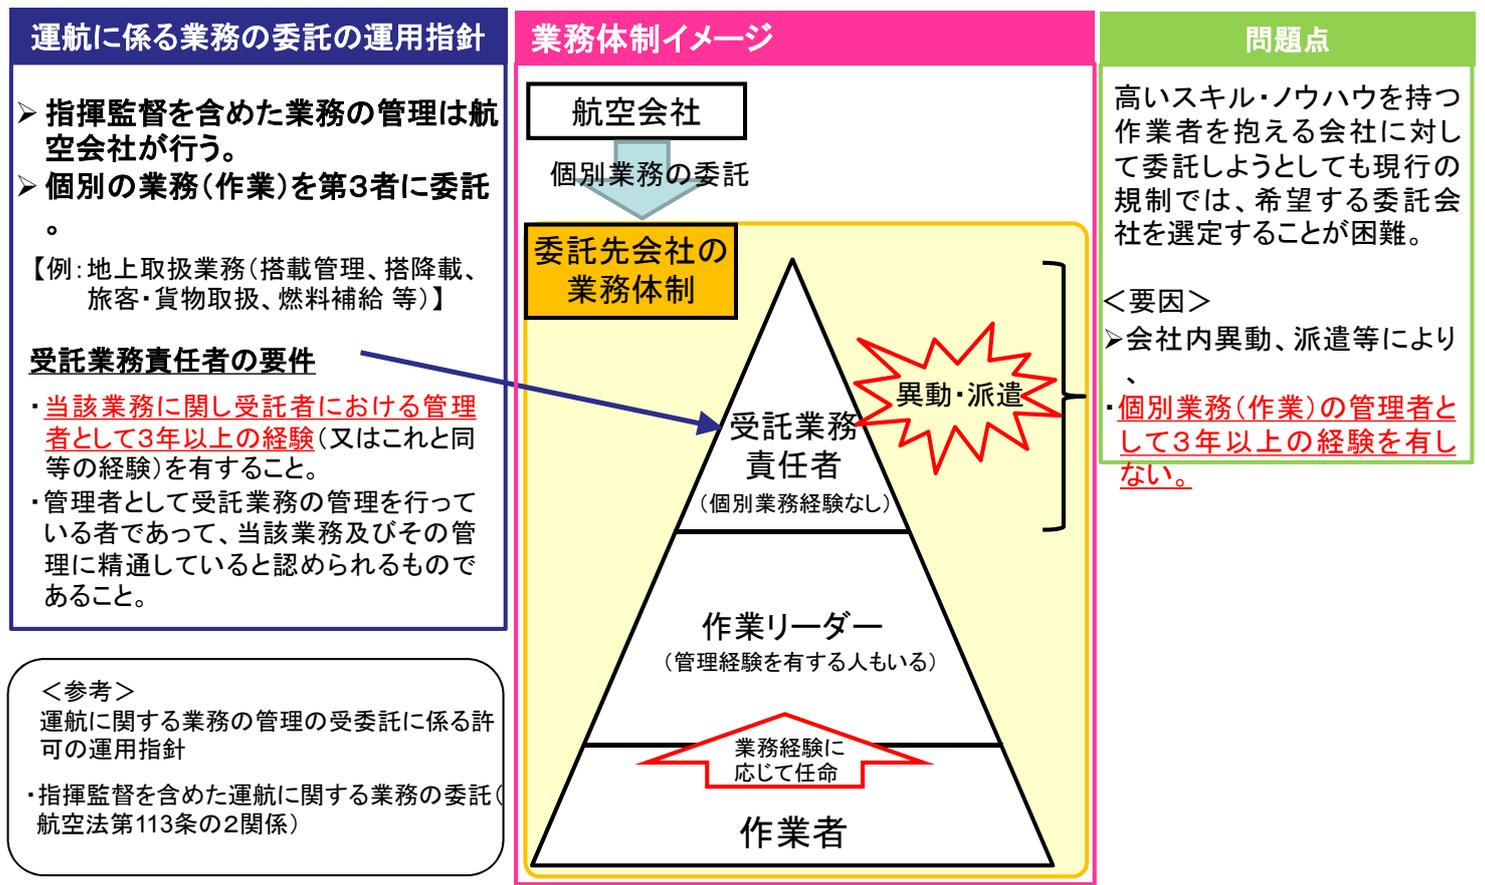 運航に係る業務の委託の運用指針
➢ 指揮監督を含めた業務の管理は航
空会社が行う。
➢ 個別の業務（作業）を第３者に委託
。
【例：地上取扱業務（搭載管理、搭降載、
旅客・貨物取扱、燃料補給 等）】
受託業務責任者の要件
・当該業務に関し受託者における管理
者として３年以上の経験（又はこれと同
等の経験）を有すること。
・管理者として受託業務の管理を行って
いる者であって、当該業務及びその管
理に精通していると認められるもので
あること。
＜参考＞
運航に関する業務の管理の受委託に係る許
可の運用指針
・指揮監督を含めた運航に関する業務の委託（
航空法第113条の２関係）
業務体制イメージ
航空会社
個別業務の委託
委託先会社の
業務体制
異動・派遣
受託業務
責任者
（個別業務経験なし）
作業リーダー
（管理経験を有する人もいる）
業務経験に
応じて任命
作業者
問題点
高いスキル・ノウハウを持つ
作業者を抱える会社に対し
て委託しようとしても現行の
規制では、希望する委託会
社を選定することが困難。
＜要因＞
➢会社内異動、派遣等により
、
・個別業務（作業）の管理者と
して３年以上の経験を有し
ない。